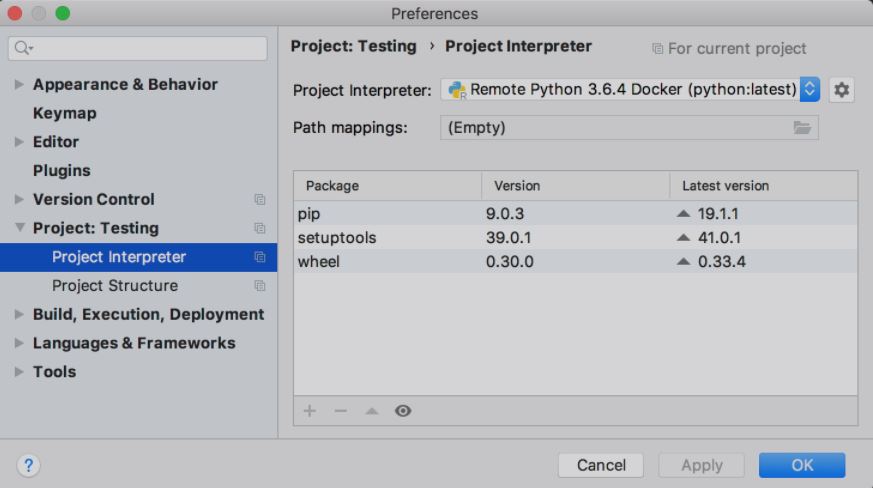 Preferences
Project: Testing › Project Interpreter
For current project
Appearance & Behavior
Keymap
Editor
Plugins
Version Control
Project: Testing
Project Interpreter
Project Structure
Build, Execution, Deployment
Languages & Frameworks
Tools
Project Interpreter: Remote Python 3.6.4 Docker (python:latest)
Path mappings: (Empty)
Package Version Latest version
pip 9.0.3 19.1.1
setuptools 39.0.1 41.0.1
wheel 0.30.0 0.33.4
? Cancel Apply OK